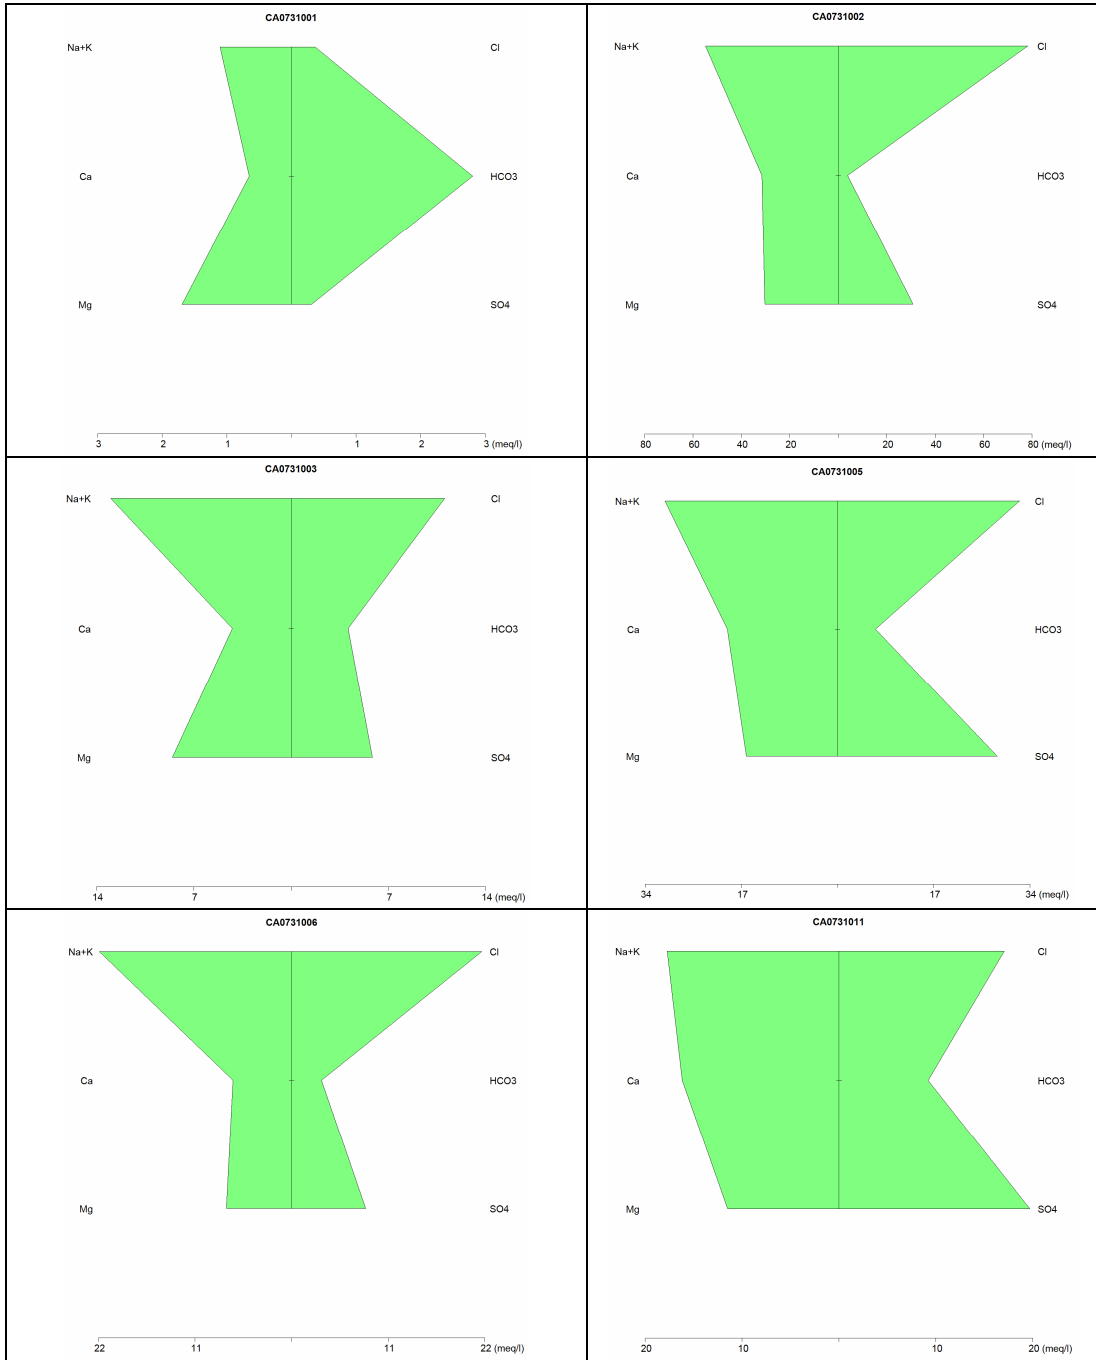 CA0731001
Na+K Cl
Ca HCO3
Mg SO4
3 2 1 1 2 3 (meq/l)
CA0731002
Na+K Cl
Ca HCO3
Mg SO4
80 60 40 20 20 40 60 80 (meq/l)
CA0731003
Na+K Cl
Ca HCO3
Mg SO4
14 7 7 14 (meq/l)
CA0731005
Na+K Cl
Ca HCO3
Mg SO4
34 17 17 34 (meq/l)
CA0731006
Na+K Cl
Ca HCO3
Mg SO4
22 11 11 22 (meq/l)
CA0731011
Na+K Cl
Ca HCO3
Mg SO4
20 10 10 20 (meq/l)